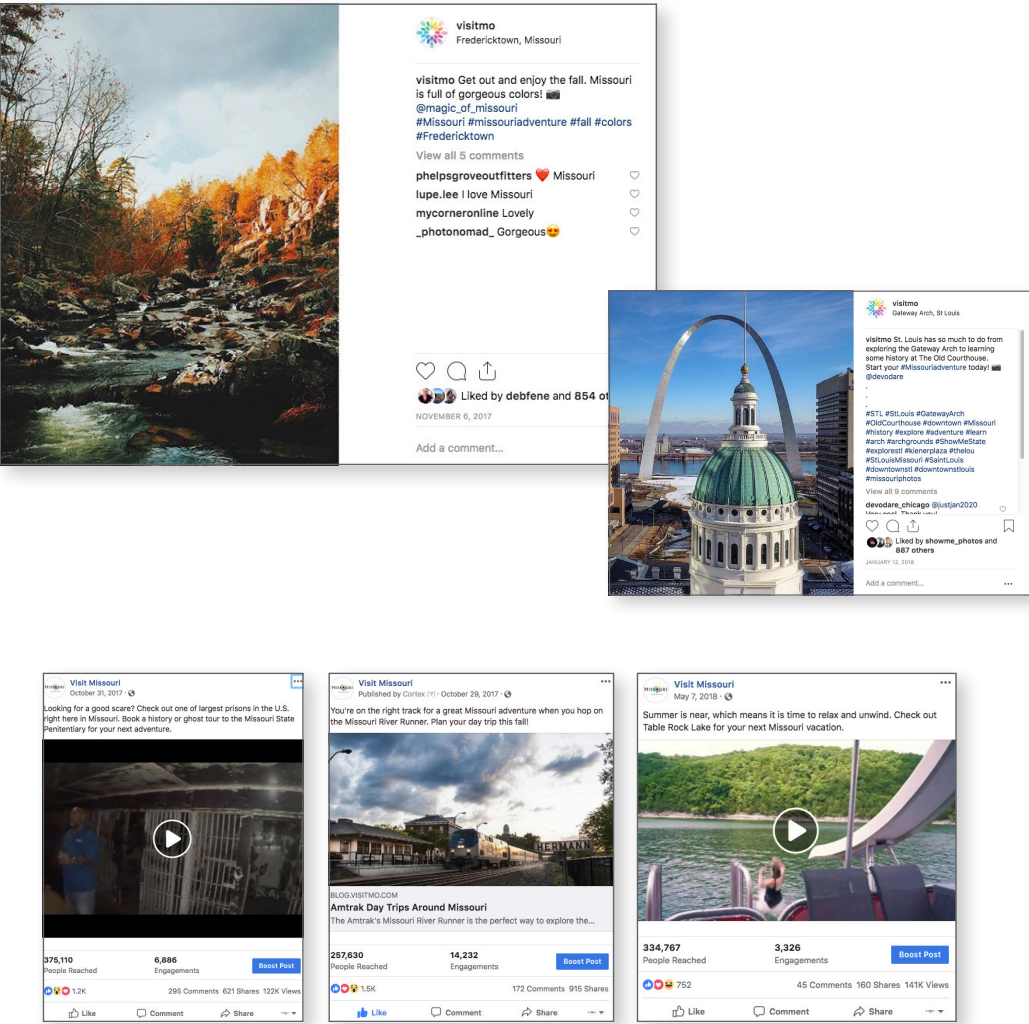 visitmo
Fredericktown, Missouri
visitmo Get out and enjoy the fall. Missouri
is full of gorgeous colors! 📷
@magic_of_missouri
#Missouri #missouriadventure #fall #colors
#Fredericktown
View all 5 comments
phelpsgroveoutfitters ❤️ Missouri
lupe.lee I love Missouri
mycorneronline Lovely
_photonomad_ Gorgeous😍
Liked by debfene and 854 ot
NOVEMBER 6, 2017
Add a comment...
visitmo
Gateway Arch, St Louis
visitmo St. Louis has so much to do from
exploring the Gateway Arch to learning
some history at The Old Courthouse.
Start your #Missouriadventure today! 📷
@devodare
.
.
.
#STL #StLouis #GatewayArch
#OldCourthouse #downtown #Missouri
#history #explore #adventure #learn
#arch #archgrounds #ShowMeState
#explorestl #kienerplaza #thelou
#StLouisMissouri #SaintLouis
#downtownstl #downtownstlouis
#missouriphotos
View all 9 comments
devodare_chicago @justjan2020
Very cool. Thank you!
Liked by showme_photos and
887 others
JANUARY 12, 2018
Add a comment...
Visit Missouri
October 31, 2017 ·
Looking for a good scare? Check out one of largest prisons in the U.S.
right here in Missouri. Book a history or ghost tour to the Missouri State
Penitentiary for your next adventure.
375,110
People Reached
6,886
Engagements
Boost Post
1.2K
295 Comments 621 Shares 122K Views
Like Comment Share
Visit Missouri
Published by Cortex [?] · October 29, 2017 ·
You're on the right track for a great Missouri adventure when you hop on
the Missouri River Runner. Plan your day trip this fall!
HERMANN
BLOG.VISITMO.COM
Amtrak Day Trips Around Missouri
The Amtrak's Missouri River Runner is the perfect way to explore the...
257,630
People Reached
14,232
Engagements
Boost Post
1.5K
172 Comments 915 Shares
Like Comment Share
Visit Missouri
May 7, 2018 ·
Summer is near, which means it is time to relax and unwind. Check out
Table Rock Lake for your next Missouri vacation.
334,767
People Reached
3,326
Engagements
Boost Post
752
45 Comments 160 Shares 141K Views
Like Comment Share